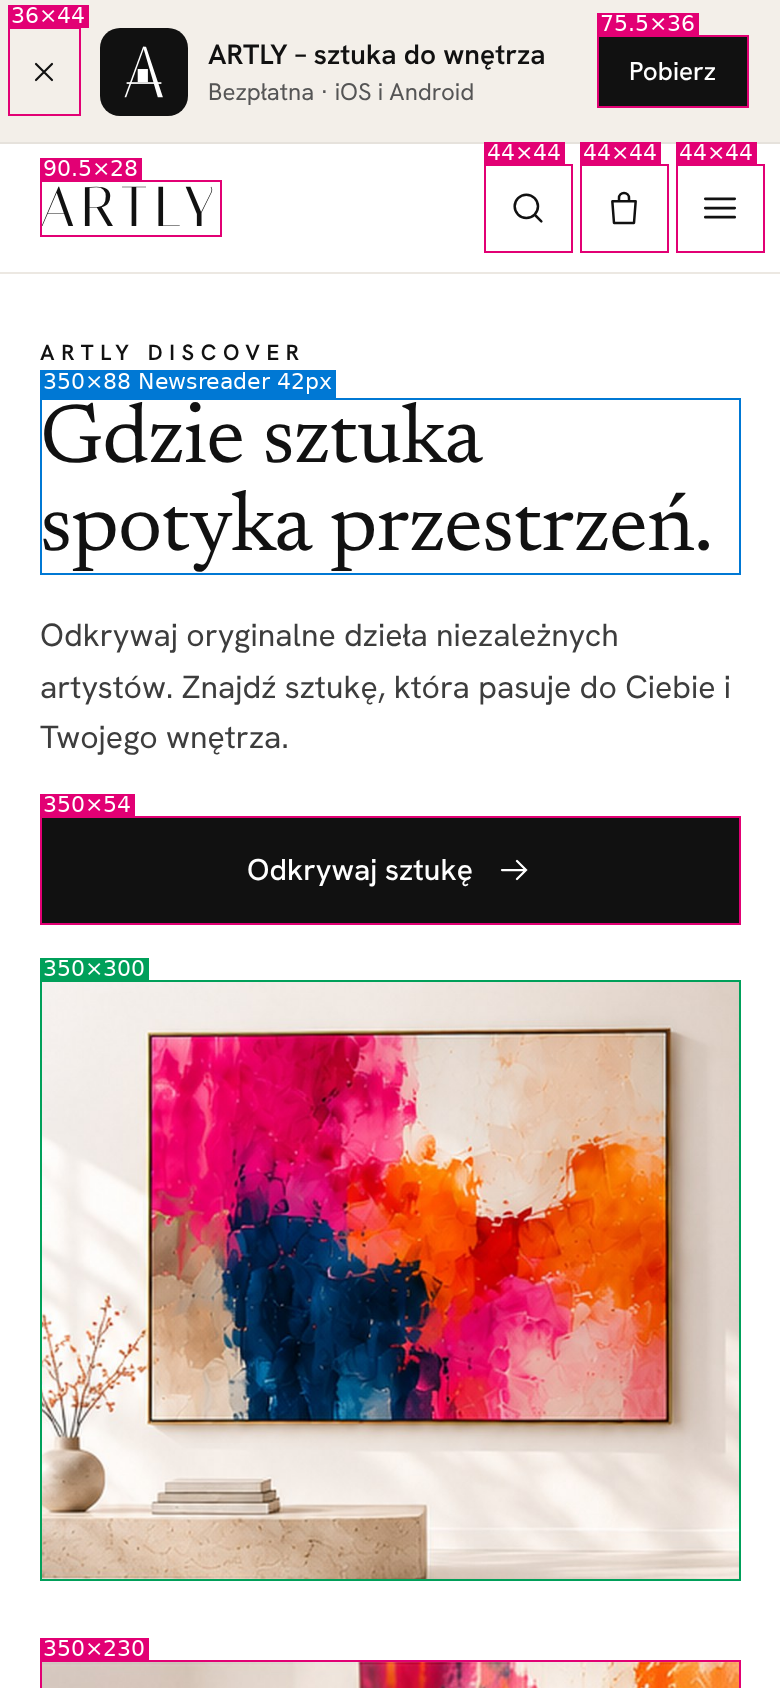 36×44
75.5×36
ARTLY – sztuka do wnętrza
Bezpłatna · iOS i Android
Pobierz
A
90.5×28
44×44
44×44
44×44
ARTLY
ARTLY DISCOVER
350×88 Newsreader 42px
Gdzie sztuka
spotyka przestrzeń.
Odkrywaj oryginalne dzieła niezależnych
artystów. Znajdź sztukę, która pasuje do Ciebie i
Twojego wnętrza.
350×54
Odkrywaj sztukę →
350×300
350×230